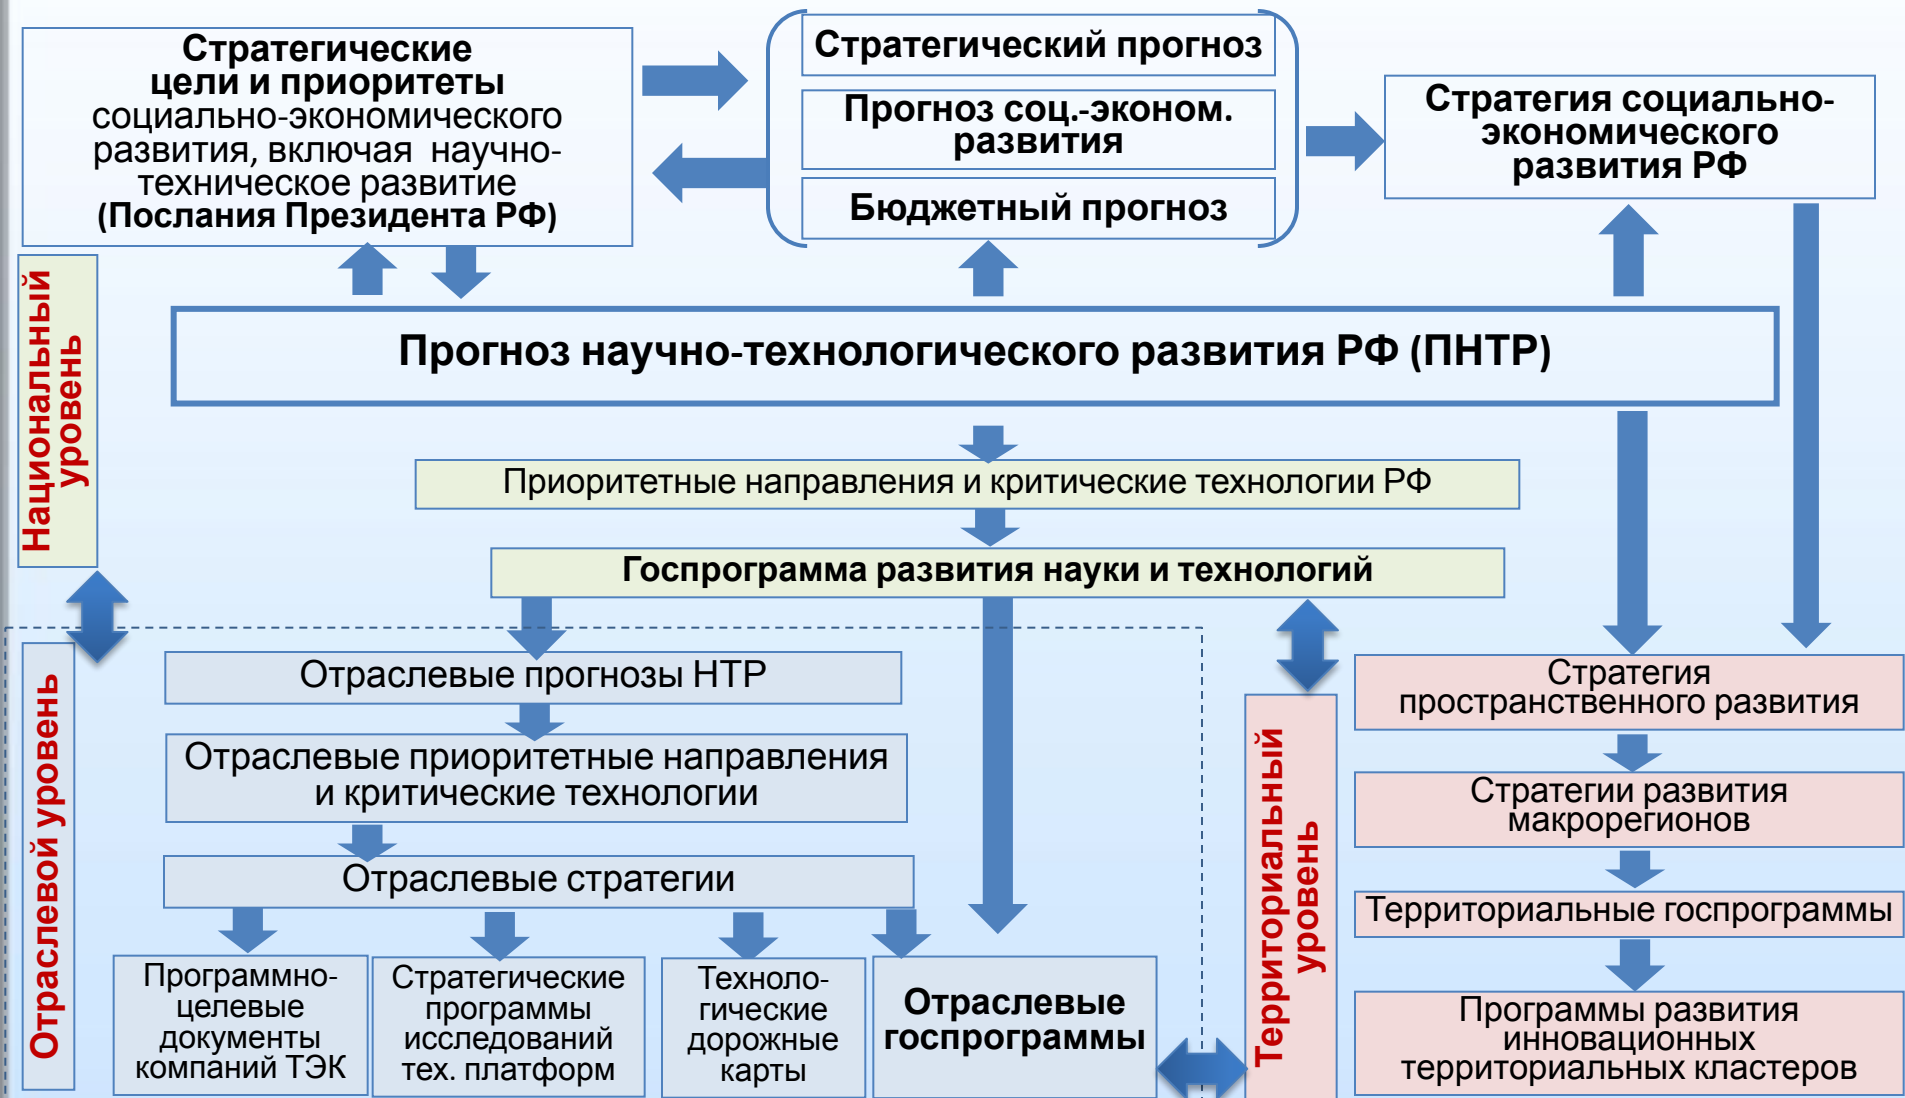 Стратегические
цели и приоритеты
социально-экономического
развития, включая научно-
техническое развитие
(Послания Президента РФ)
Стратегический прогноз
Прогноз соц.-эконом.
развития
Бюджетный прогноз
Стратегия социально-
экономического
развития РФ
Национальный
уровень
Прогноз научно-технологического развития РФ (ПНТР)
Приоритетные направления и критические технологии РФ
Госпрограмма развития науки и технологий
Отраслевой уровень
Отраслевые прогнозы НТР
Отраслевые приоритетные направления
и критические технологии
Отраслевые стратегии
Программно-
целевые
документы
компаний ТЭК
Стратегические
программы
исследований
тех. платформ
Техноло-
гические
дорожные
карты
Отраслевые
госпрограммы
Территориальный
уровень
Стратегия
пространственного развития
Стратегии развития
макрорегионов
Территориальные госпрограммы
Программы развития
инновационных
территориальных кластеров